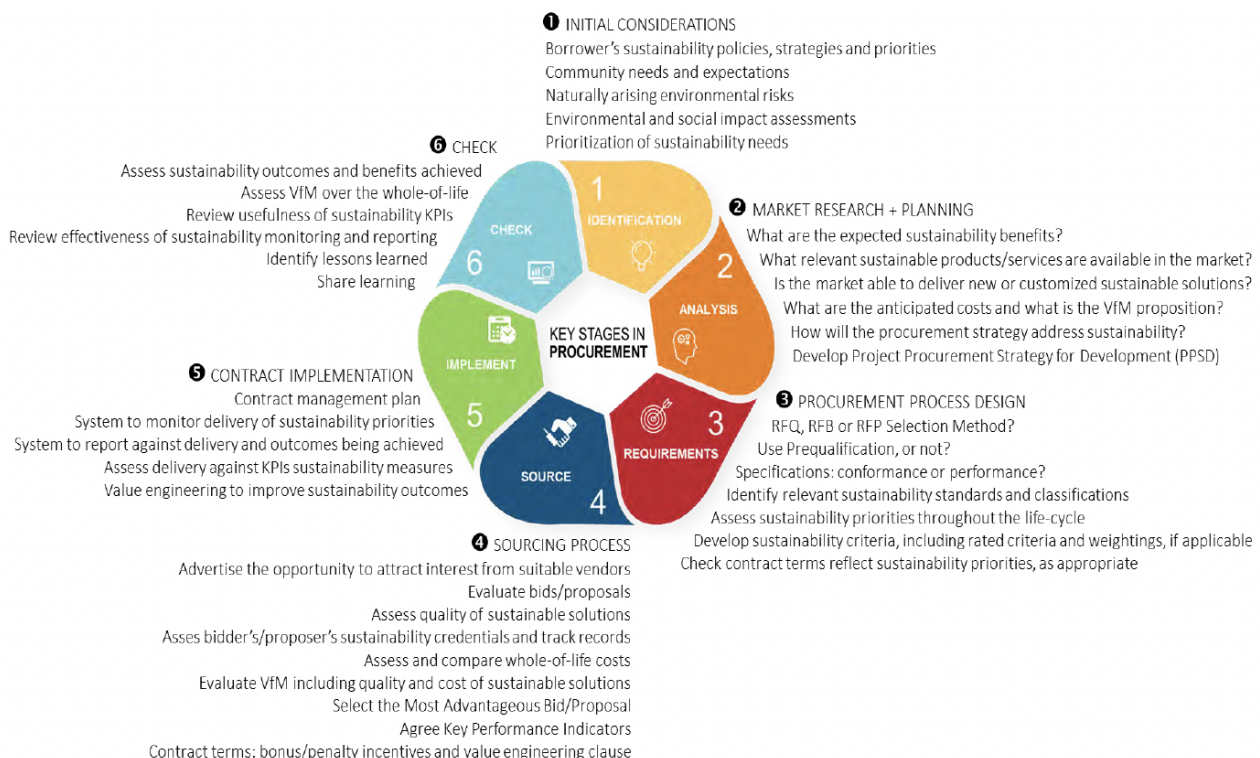 ❶ INITIAL CONSIDERATIONS
Borrower's sustainability policies, strategies and priorities
Community needs and expectations
Naturally arising environmental risks
Environmental and social impact assessments
Prioritization of sustainability needs
❷ MARKET RESEARCH + PLANNING
What are the expected sustainability benefits?
What relevant sustainable products/services are available in the market?
Is the market able to deliver new or customized sustainable solutions?
What are the anticipated costs and what is the VfM proposition?
How will the procurement strategy address sustainability?
Develop Project Procurement Strategy for Development (PPSD)
❸ PROCUREMENT PROCESS DESIGN
RFQ, RFB or RFP Selection Method?
Use Prequalification, or not?
Specifications: conformance or performance?
Identify relevant sustainability standards and classifications
Assess sustainability priorities throughout the life-cycle
Develop sustainability criteria, including rated criteria and weightings, if applicable
Check contract terms reflect sustainability priorities, as appropriate
❹ SOURCING PROCESS
Advertise the opportunity to attract interest from suitable vendors
Evaluate bids/proposals
Assess quality of sustainable solutions
Asses bidder's/proposer's sustainability credentials and track records
Assess and compare whole-of-life costs
Evaluate VfM including quality and cost of sustainable solutions
Select the Most Advantageous Bid/Proposal
Agree Key Performance Indicators
Contract terms: bonus/penalty incentives and value engineering clause
❺ CONTRACT IMPLEMENTATION
Contract management plan
System to monitor delivery of sustainability priorities
System to report against delivery and outcomes being achieved
Assess delivery against KPIs sustainability measures
Value engineering to improve sustainability outcomes
❻ CHECK
Assess sustainability outcomes and benefits achieved
Assess VfM over the whole-of-life
Review usefulness of sustainability KPIs
Review effectiveness of sustainability monitoring and reporting
Identify lessons learned
Share learning
KEY STAGES IN
PROCUREMENT
1
IDENTIFICATION
2
ANALYSIS
3
REQUIREMENTS
SOURCE
4
IMPLEMENT
5
CHECK
6